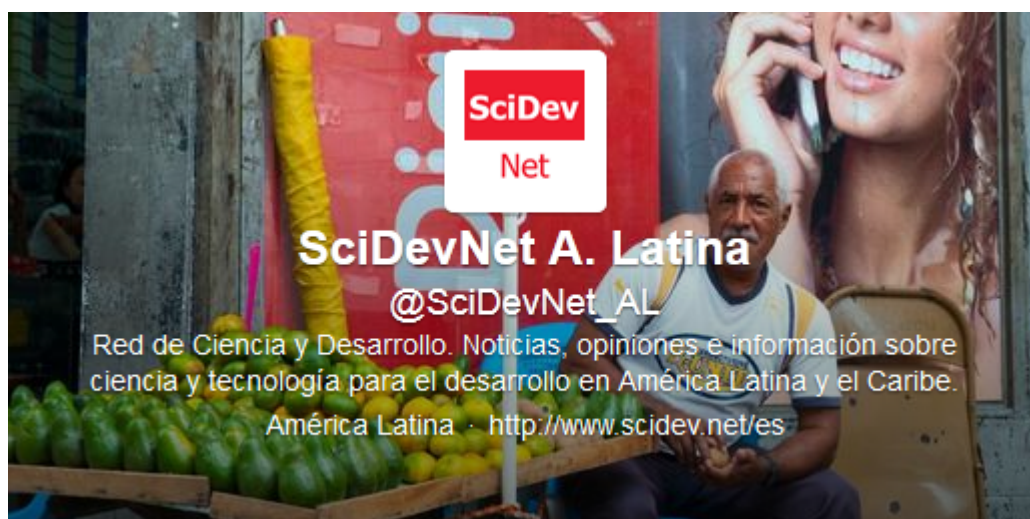 SciDev
Net
SciDevNet A. Latina
@SciDevNet_AL
Red de Ciencia y Desarrollo. Noticias, opiniones e información sobre
ciencia y tecnología para el desarrollo en América Latina y el Caribe.
América Latina · http://www.scidev.net/es